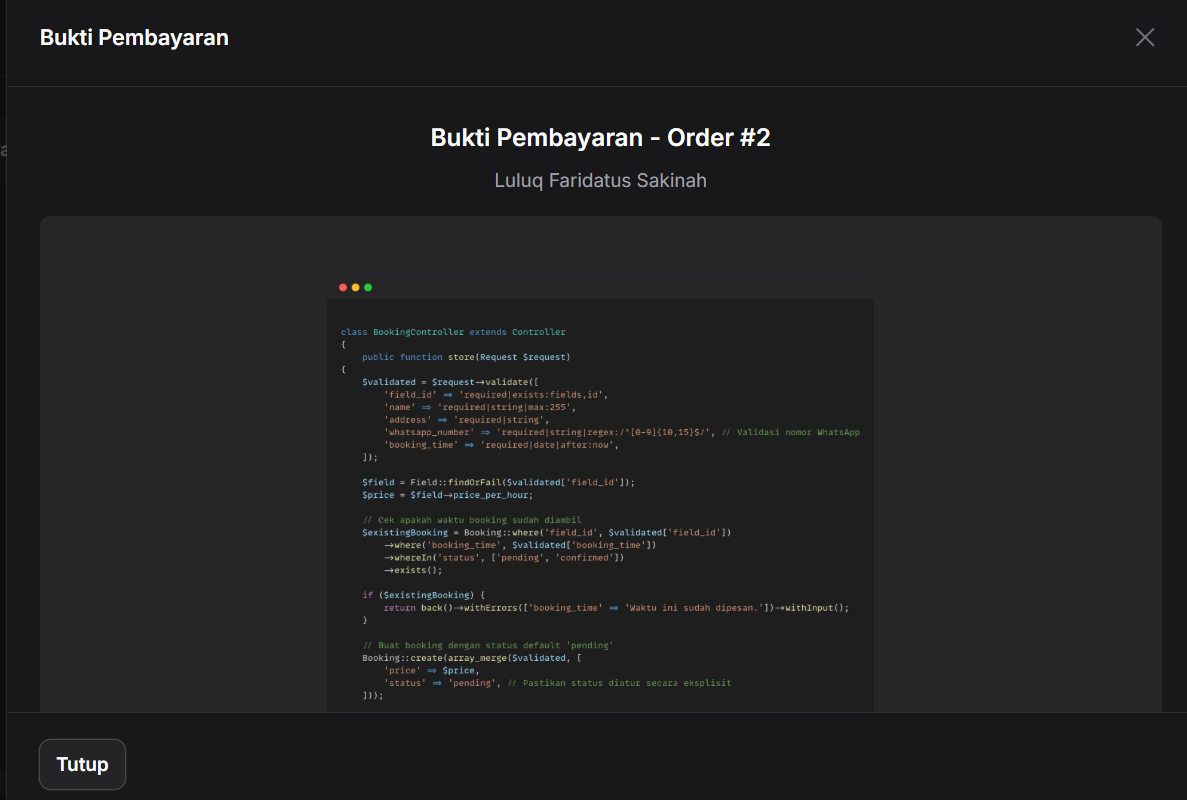 Bukti Pembayaran
Bukti Pembayaran - Order #2
Luluq Faridatus Sakinah
class BookingController extends Controller
{
public function store(Request $request)
{
$validated = $request->validate([
'field_id' => 'required|exists:fields,id',
'name' => 'required|string|max:255',
'address' => 'required|string',
'whatsapp_number' => 'required|string|regex:/^[0-9]{10,15}$/', // Validasi nomor WhatsApp
'booking_time' => 'required|date|after:now',
]);
$field = Field::findOrFail($validated['field_id']);
$price = $field->price_per_hour;
// Cek apakah waktu booking sudah diambil
$existingBooking = Booking::where('field_id', $validated['field_id'])
->where('booking_time', $validated['booking_time'])
->whereIn('status', ['pending', 'confirmed'])
->exists();
if ($existingBooking) {
return back()->withErrors(['booking_time' => 'Waktu ini sudah dipesan.'])->withInput();
}
// Buat booking dengan status default 'pending'
Booking::create(array_merge($validated, [
'price' => $price,
'status' => 'pending', // Pastikan status diatur secara eksplisit
]));
Tutup